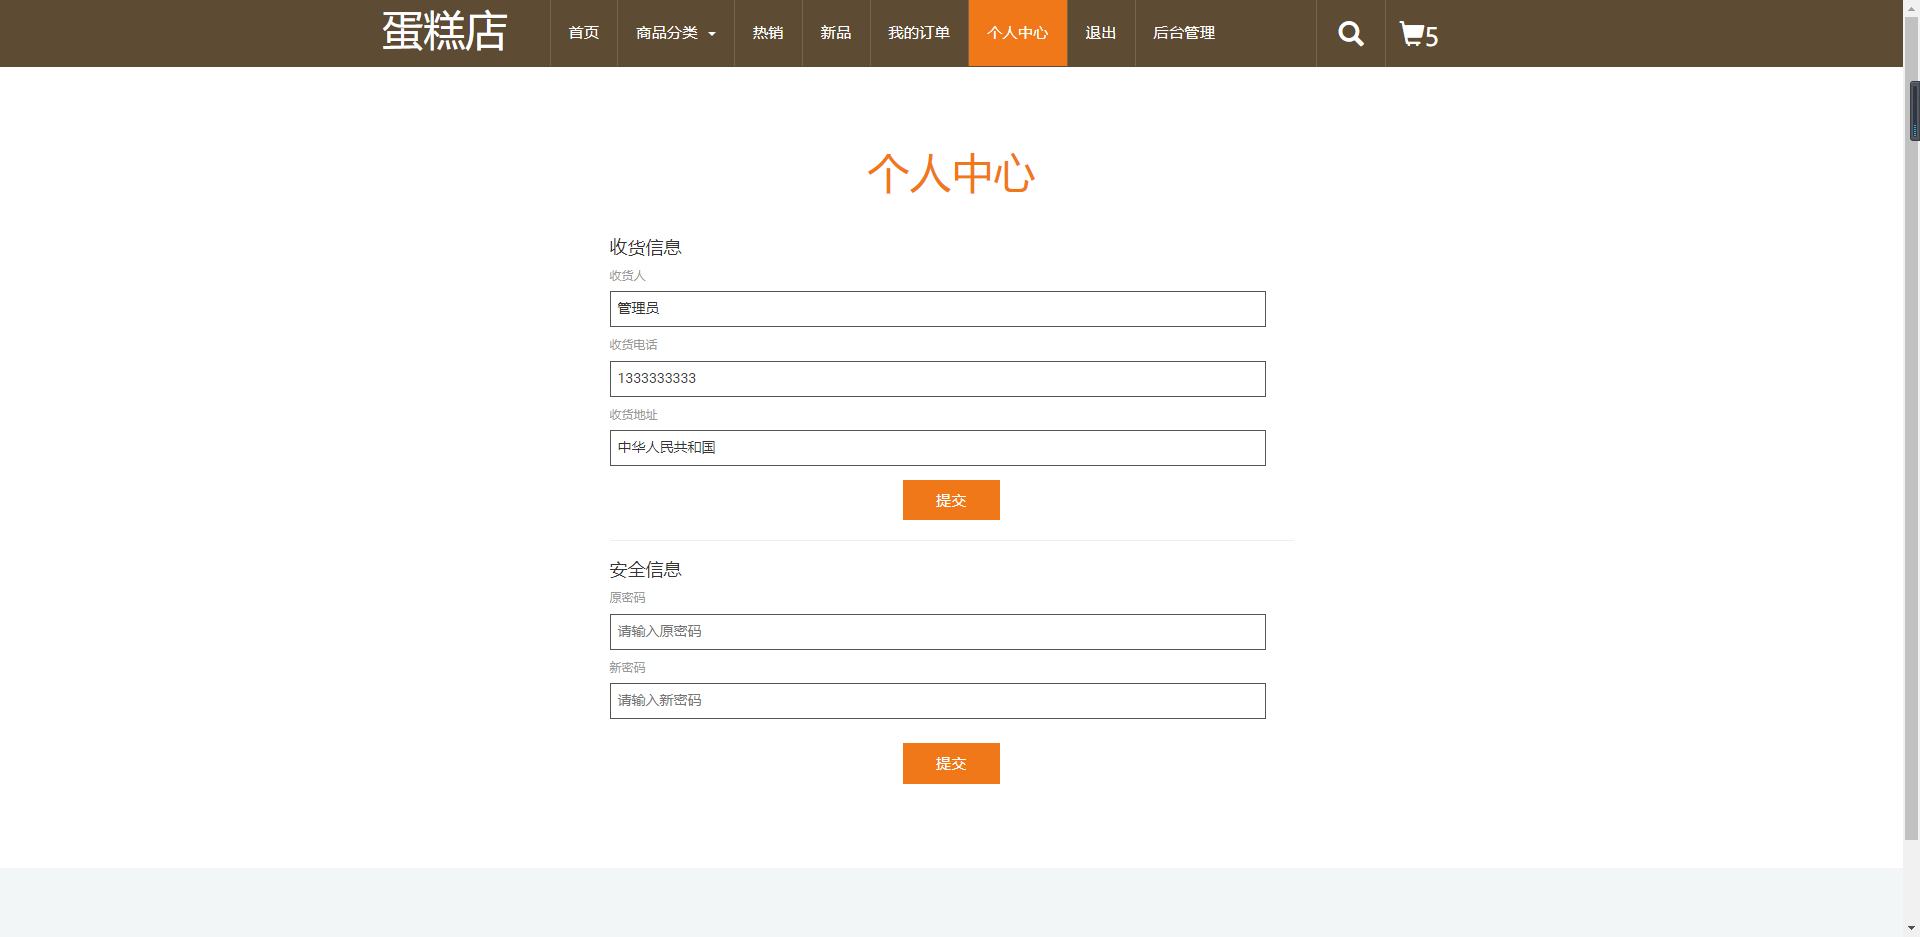 蛋糕店 首页 商品分类 热销 新品 我的订单 个人中心 退出 后台管理 5
个人中心
收货信息
收货人
管理员
收货电话
1333333333
收货地址
中华人民共和国
提交
安全信息
原密码
请输入原密码
新密码
请输入新密码
提交